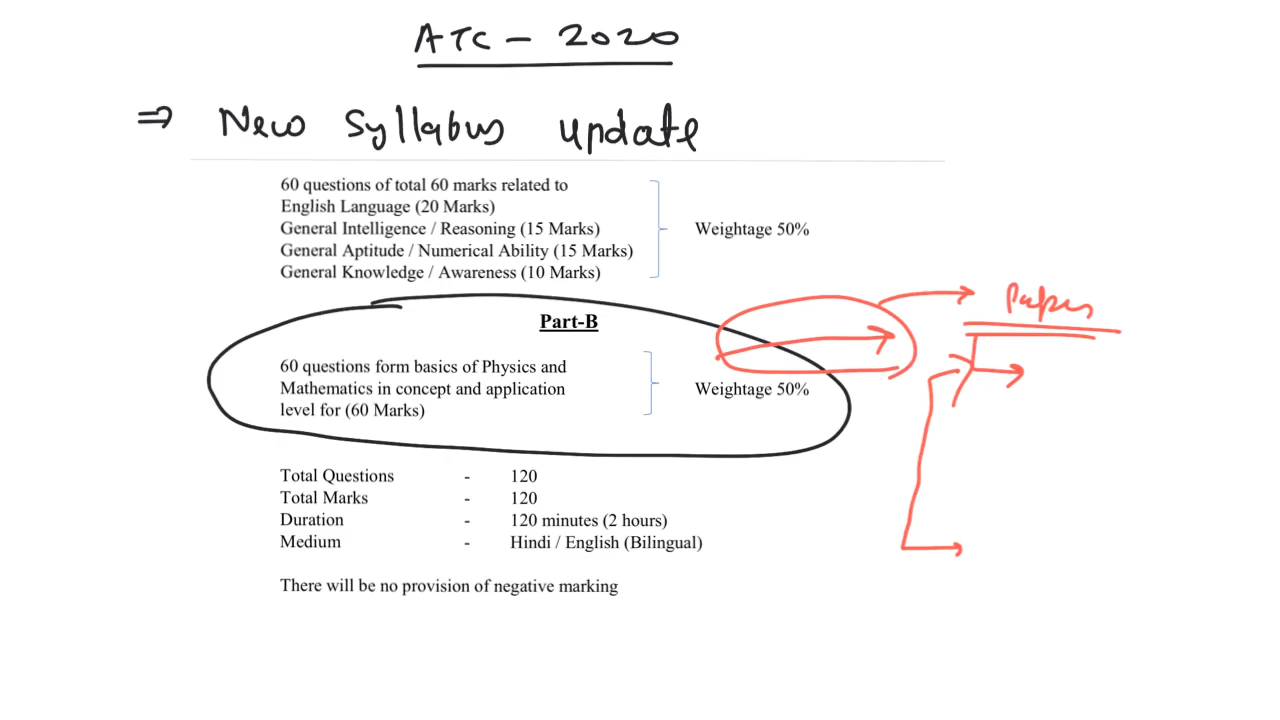 ATC - 2020
⇒ New Syllabus update
60 questions of total 60 marks related to
English Language (20 Marks)
General Intelligence / Reasoning (15 Marks)
General Aptitude / Numerical Ability (15 Marks)
General Knowledge / Awareness (10 Marks)
Weightage 50%
Part-B
60 questions form basics of Physics and
Mathematics in concept and application
level for (60 Marks)
Weightage 50%
Total Questions - 120
Total Marks - 120
Duration - 120 minutes (2 hours)
Medium - Hindi / English (Bilingual)
There will be no provision of negative marking